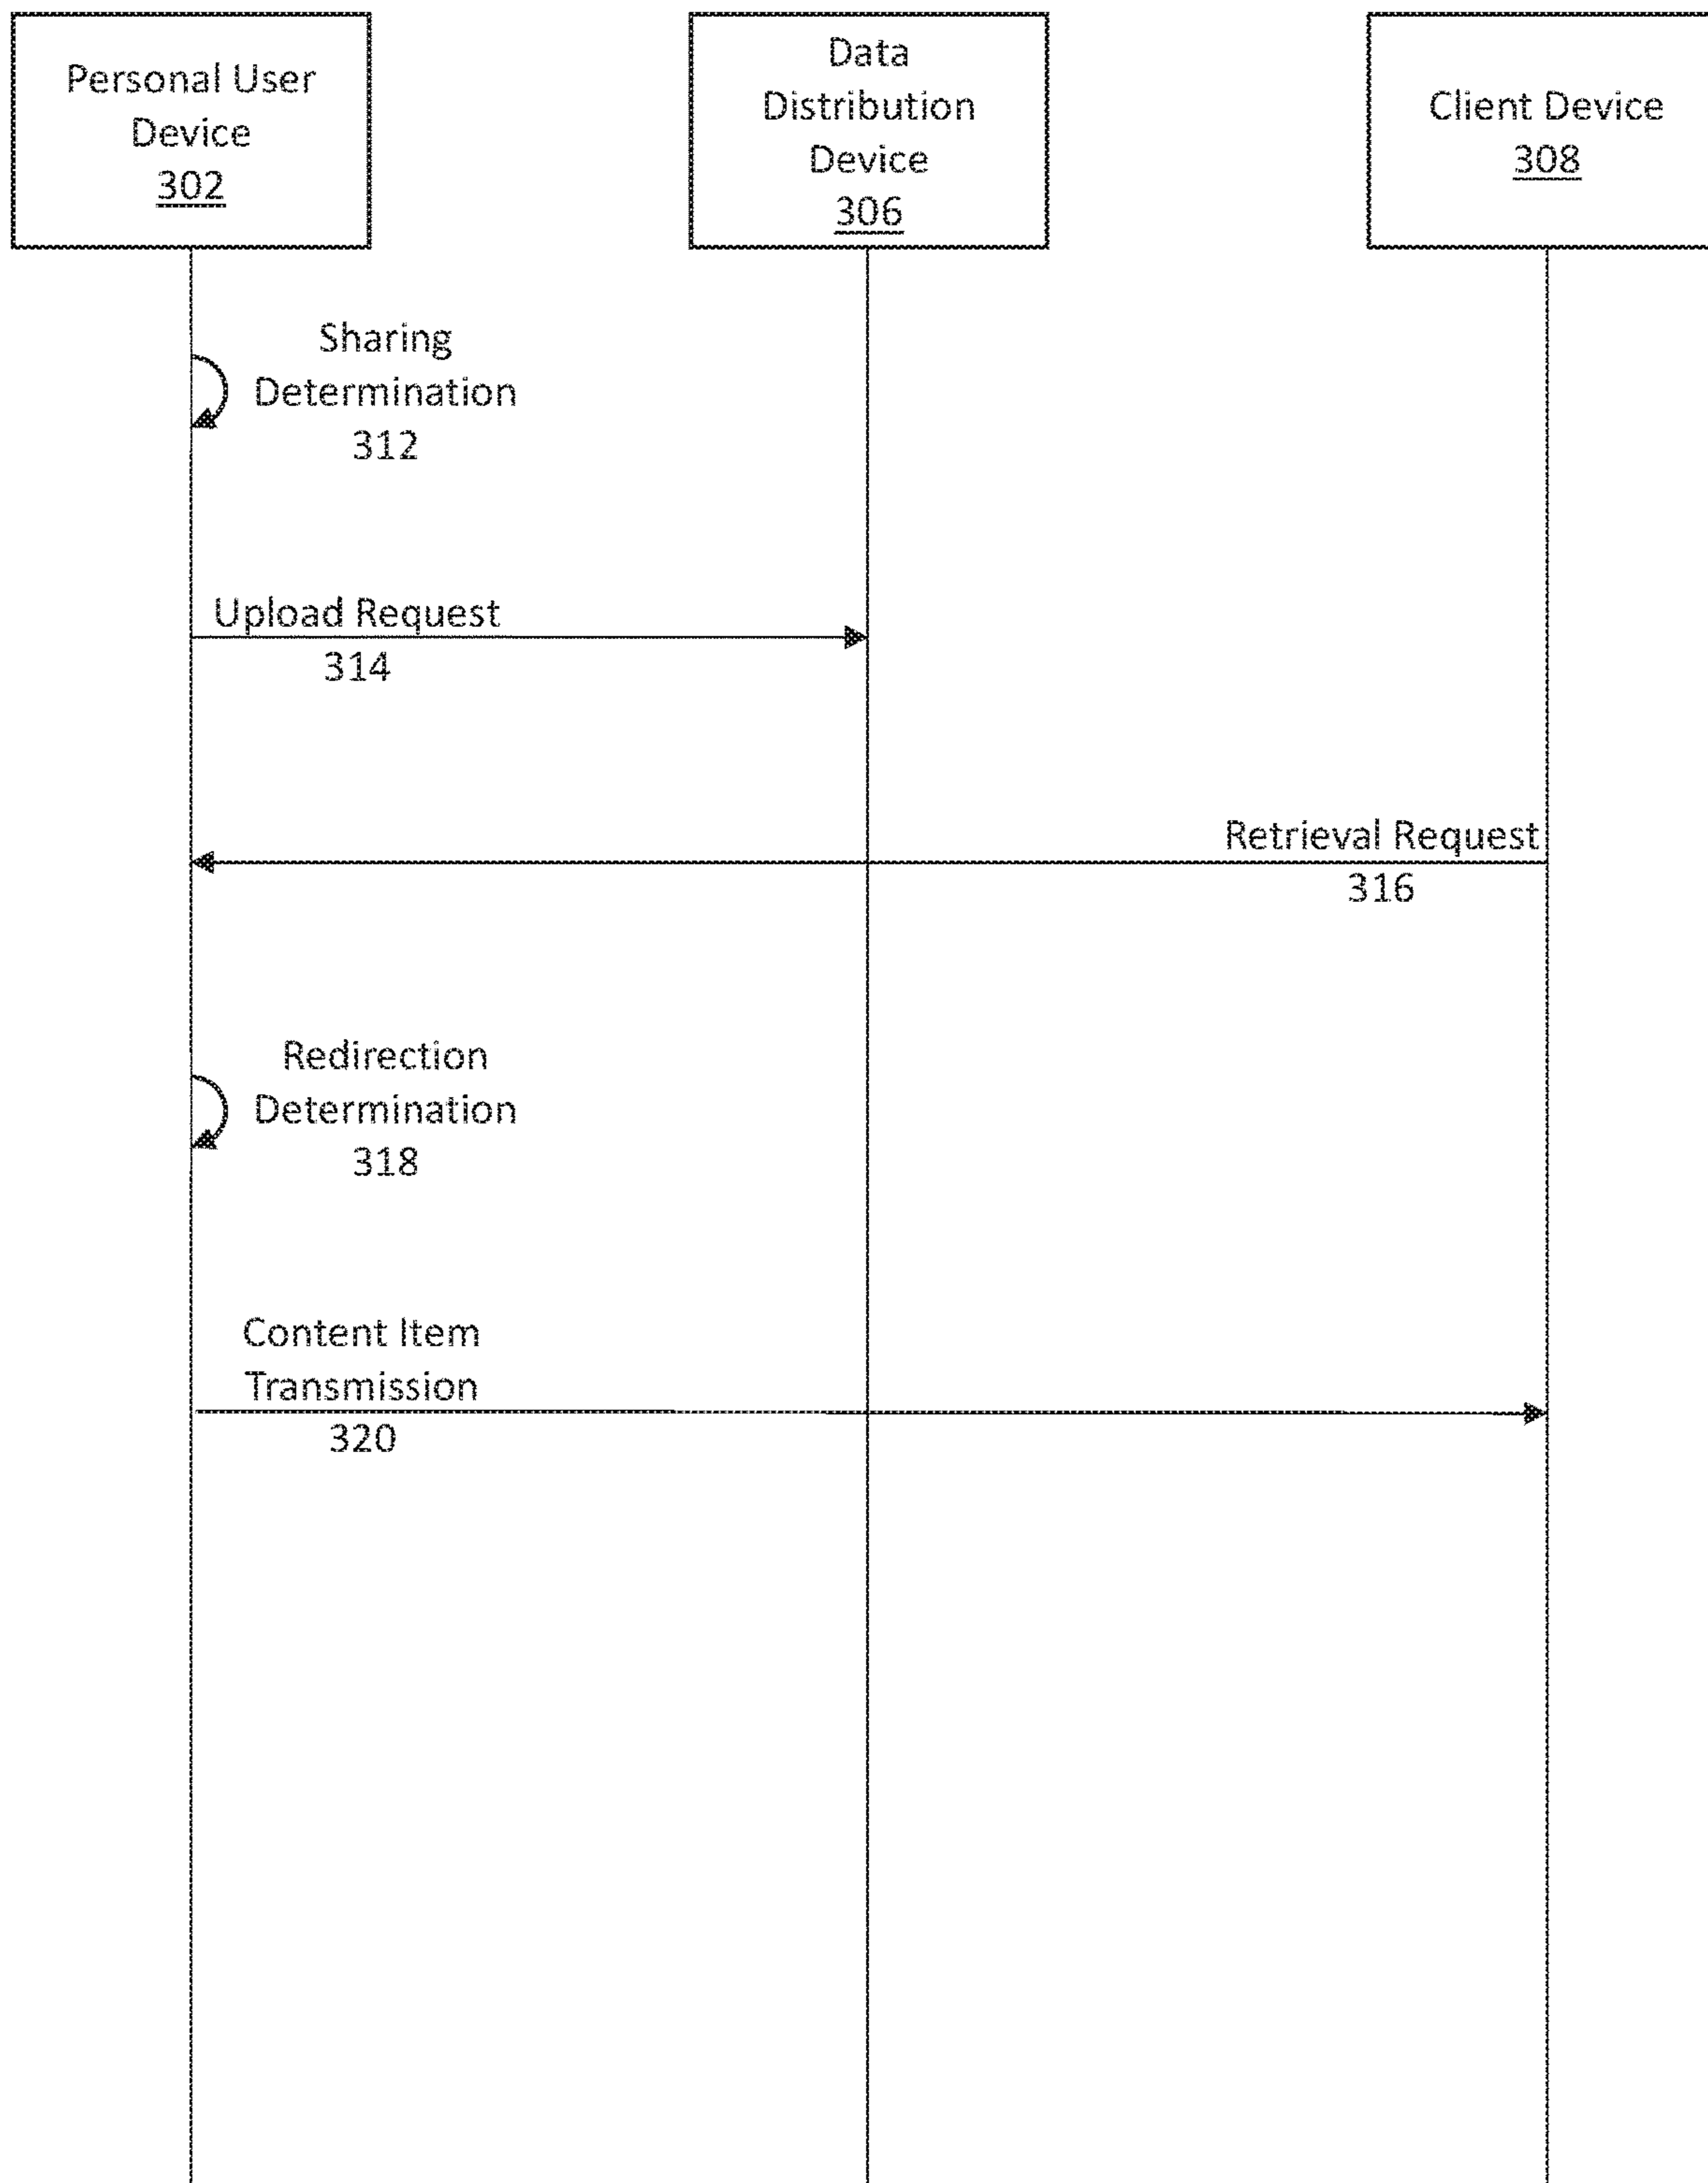 Personal User
Device
302
Data
Distribution
Device
306
Client Device
308
Sharing
Determination
312
Upload Request
314
Retrieval Request
316
Redirection
Determination
318
Content Item
Transmission
320